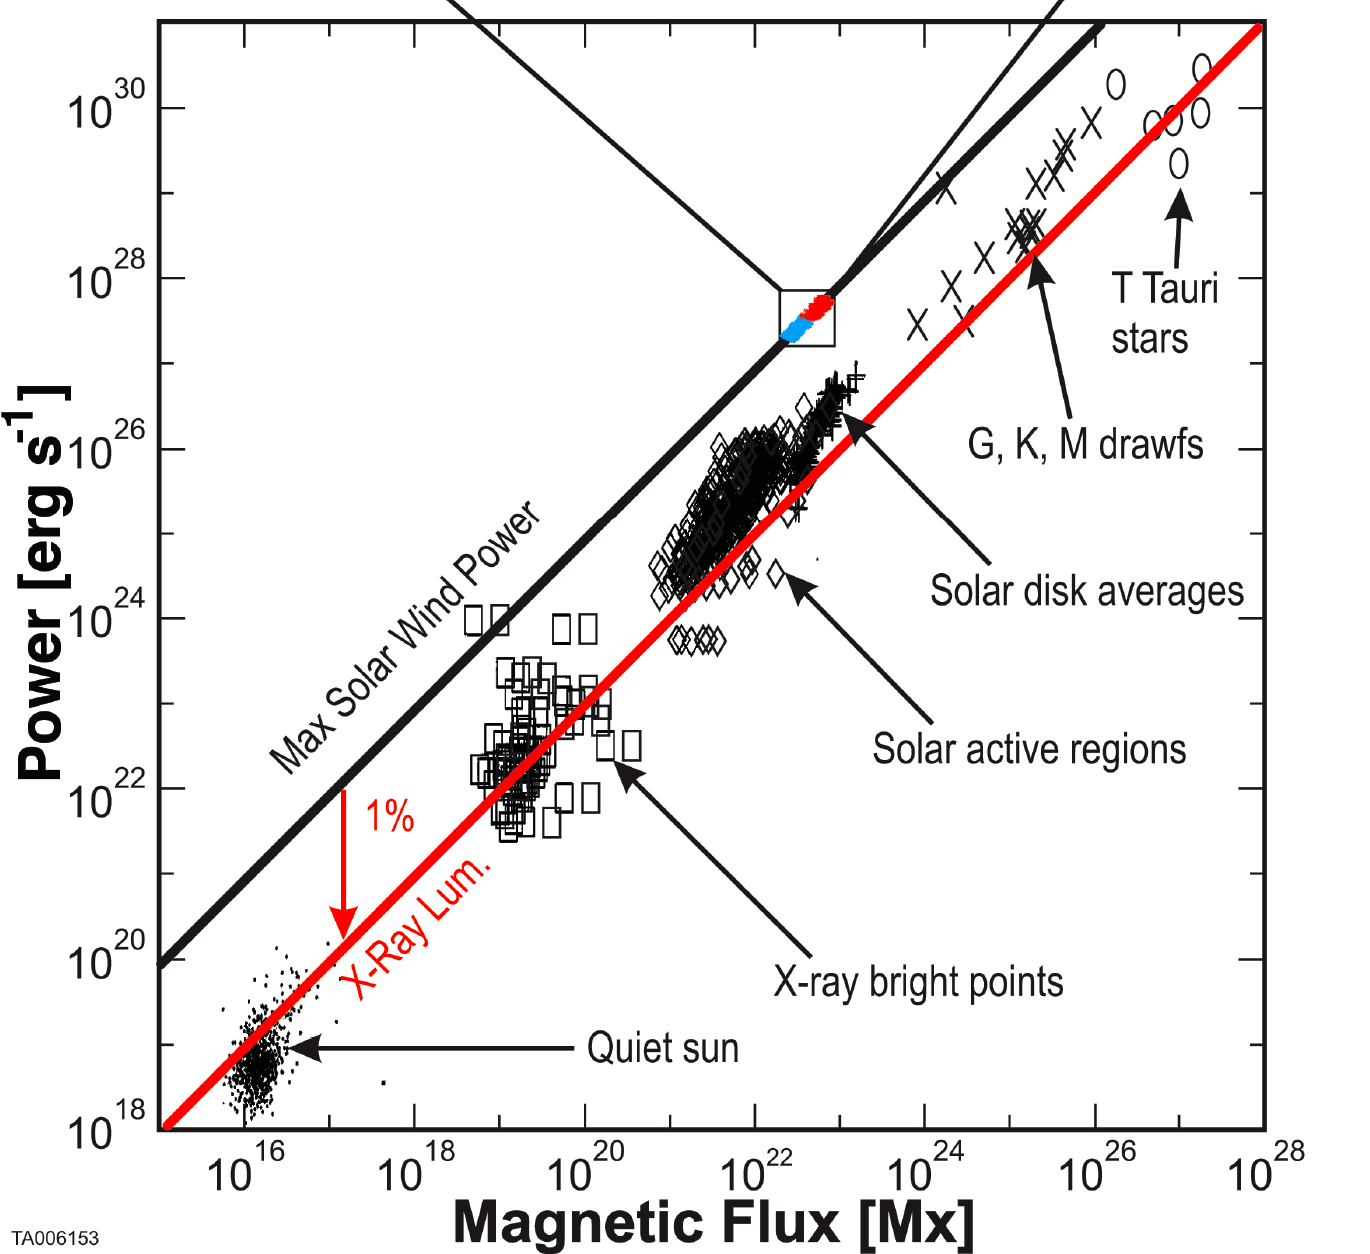 10^30
10^28
10^26
10^24
10^22
10^20
10^18
Power [erg s^-1]
Max Solar Wind Power
1%
X-Ray Lum.
T Tauri
stars
G, K, M drawfs
Solar disk averages
Solar active regions
X-ray bright points
Quiet sun
10^16 10^18 10^20 10^22 10^24 10^26 10^28
Magnetic Flux [Mx]
TA006153